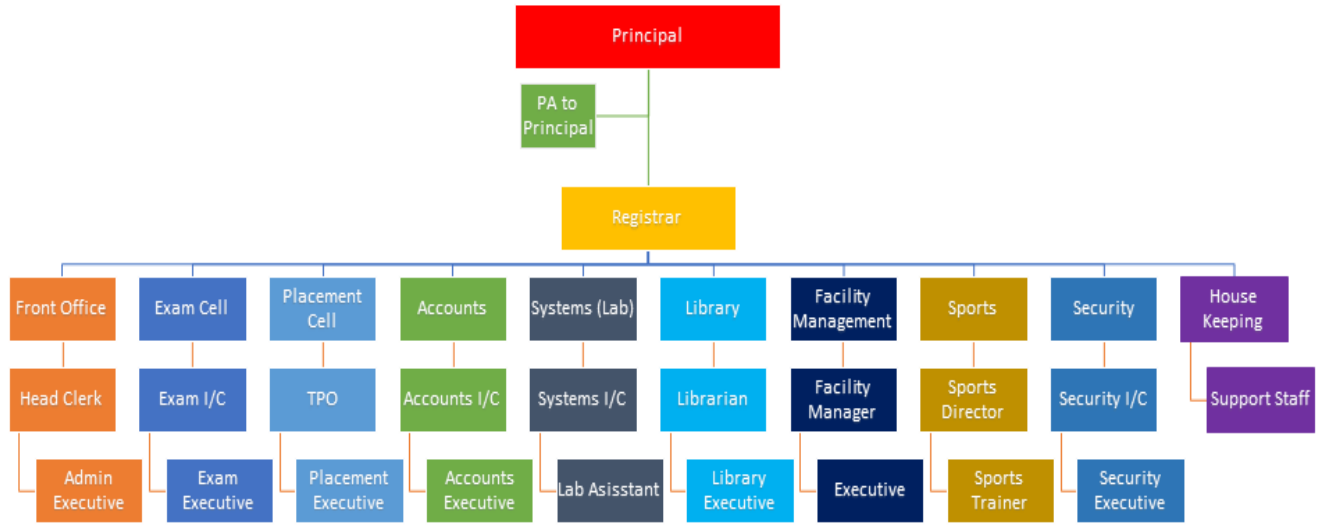 Principal
PA to
Principal
Registrar
Front Office
Exam Cell
Placement
Cell
Accounts
Systems (Lab)
Library
Facility
Management
Sports
Security
House
Keeping
Head Clerk
Exam I/C
TPO
Accounts I/C
Systems I/C
Librarian
Facility
Manager
Sports
Director
Security I/C
Support Staff
Admin
Executive
Exam
Executive
Placement
Executive
Accounts
Executive
Lab Asisstant
Library
Executive
Executive
Sports
Trainer
Security
Executive